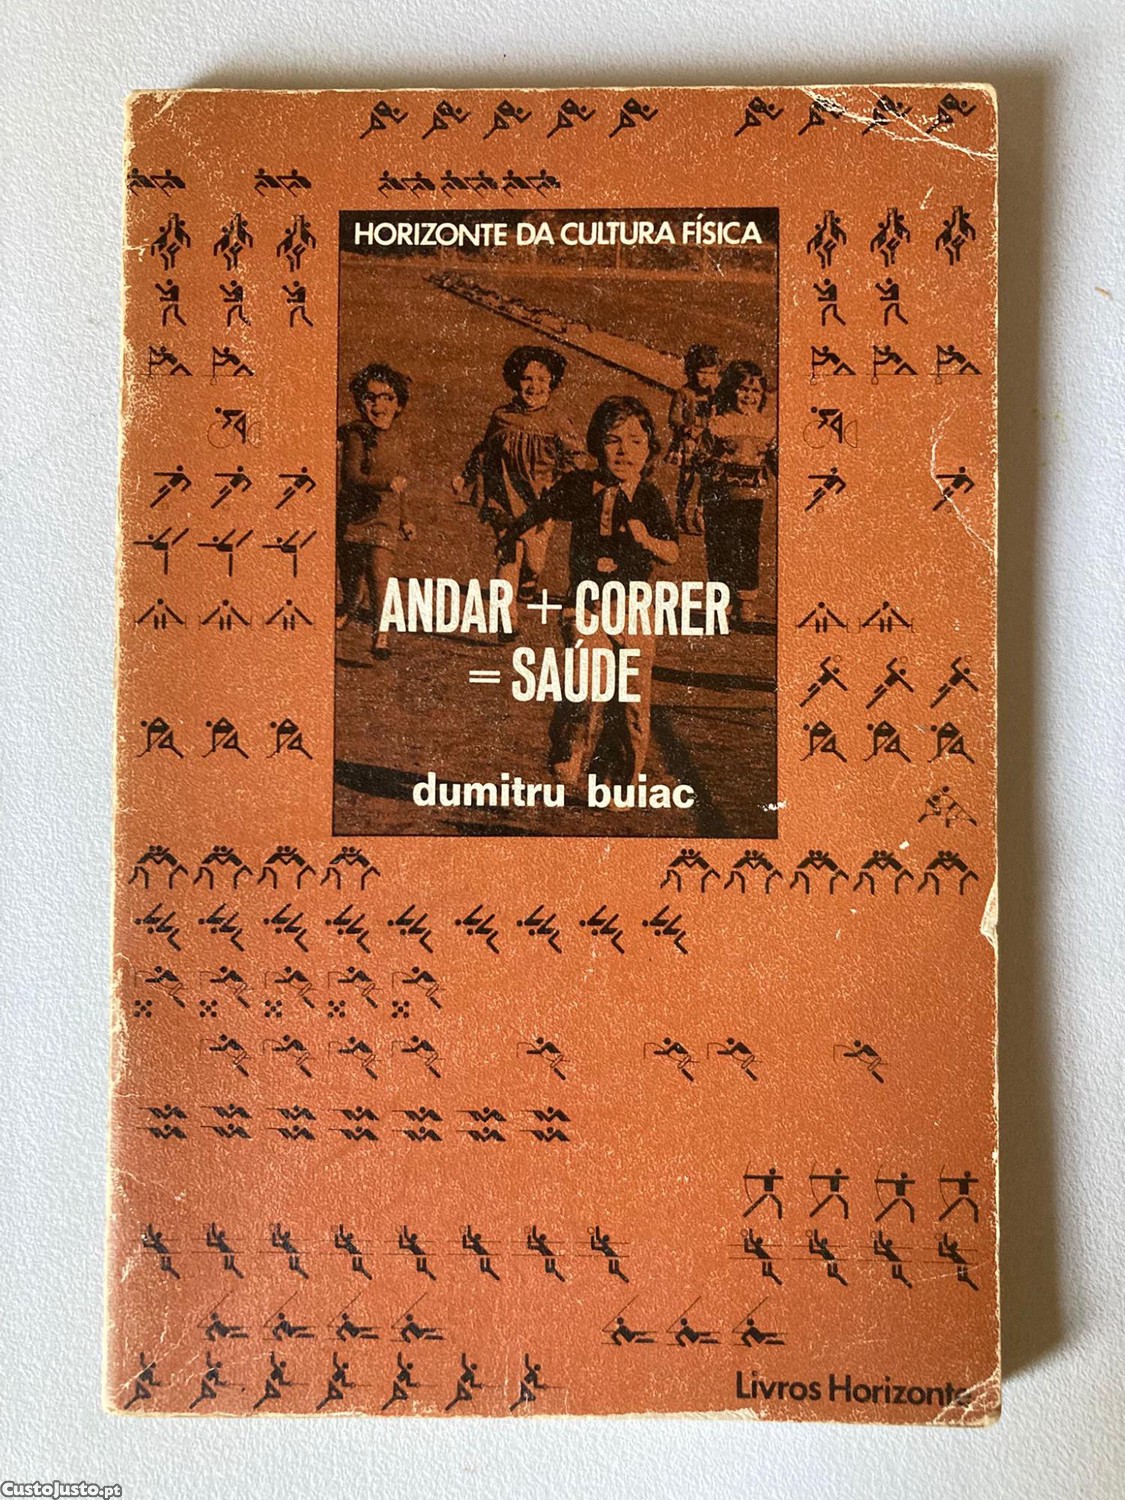 HORIZONTE DA CULTURA FÍSICA
ANDAR + CORRER
= SAÚDE
dumitru buiac
Livros Horizonte
CustoJusto.pt